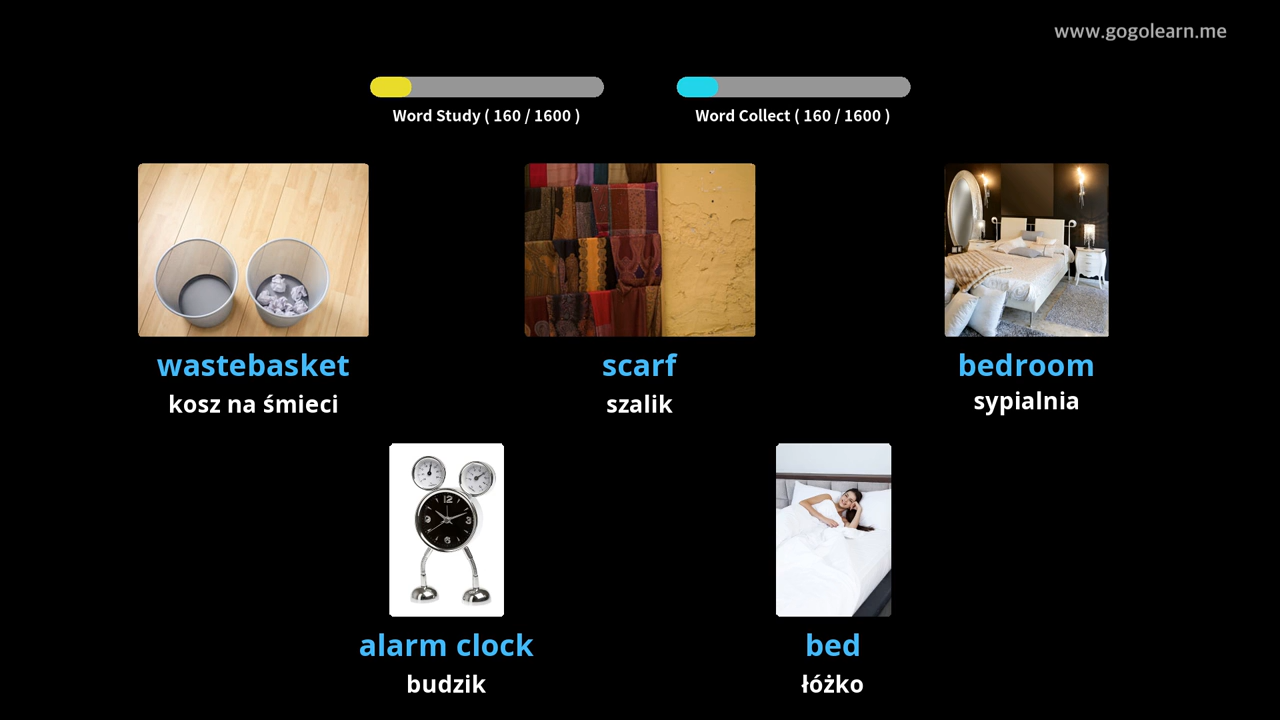 www.gogolearn.me
Word Study ( 160 / 1600 )
Word Collect ( 160 / 1600 )
wastebasket
kosz na śmieci
scarf
szalik
bedroom
sypialnia
alarm clock
budzik
bed
łóżko